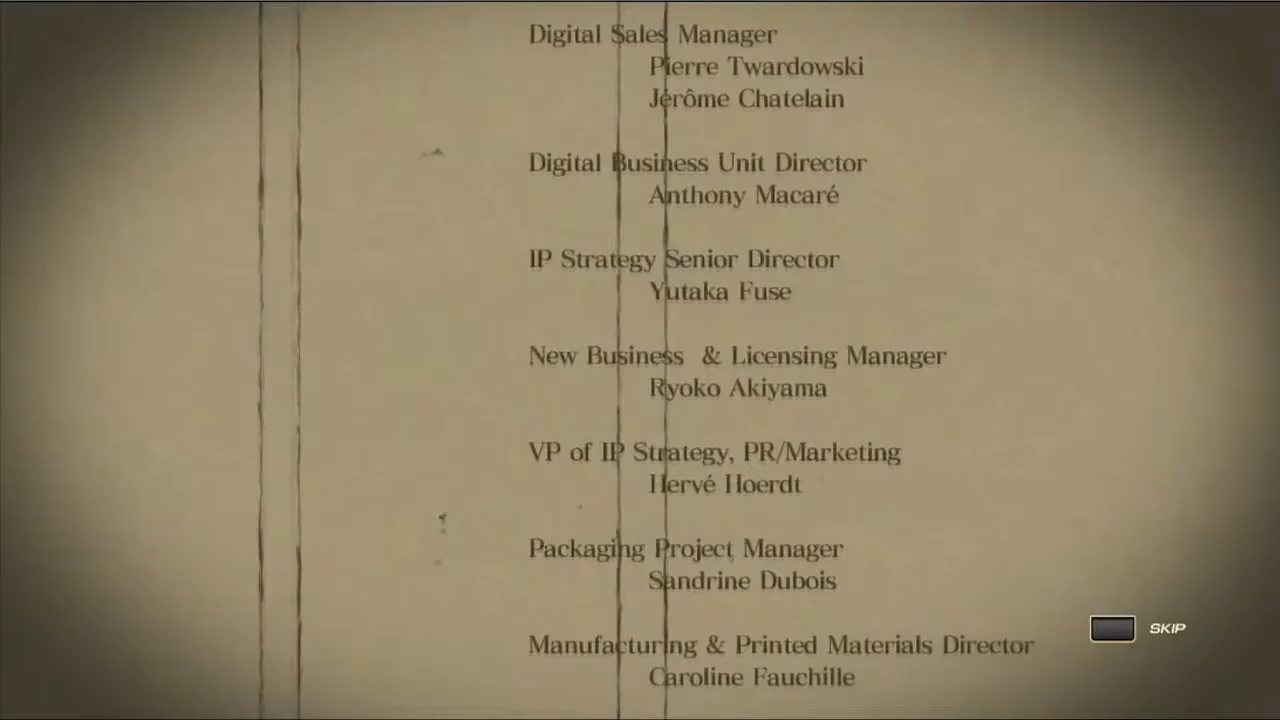 Digital Sales Manager
Pierre Twardowski
Jérôme Chatelain
Digital Business Unit Director
Anthony Macaré
IP Strategy Senior Director
Yutaka Fuse
New Business & Licensing Manager
Ryoko Akiyama
VP of IP Strategy, PR/Marketing
Hervé Hoerdt
Packaging Project Manager
Sandrine Dubois
Manufacturing & Printed Materials Director
Caroline Fauchille
SKIP